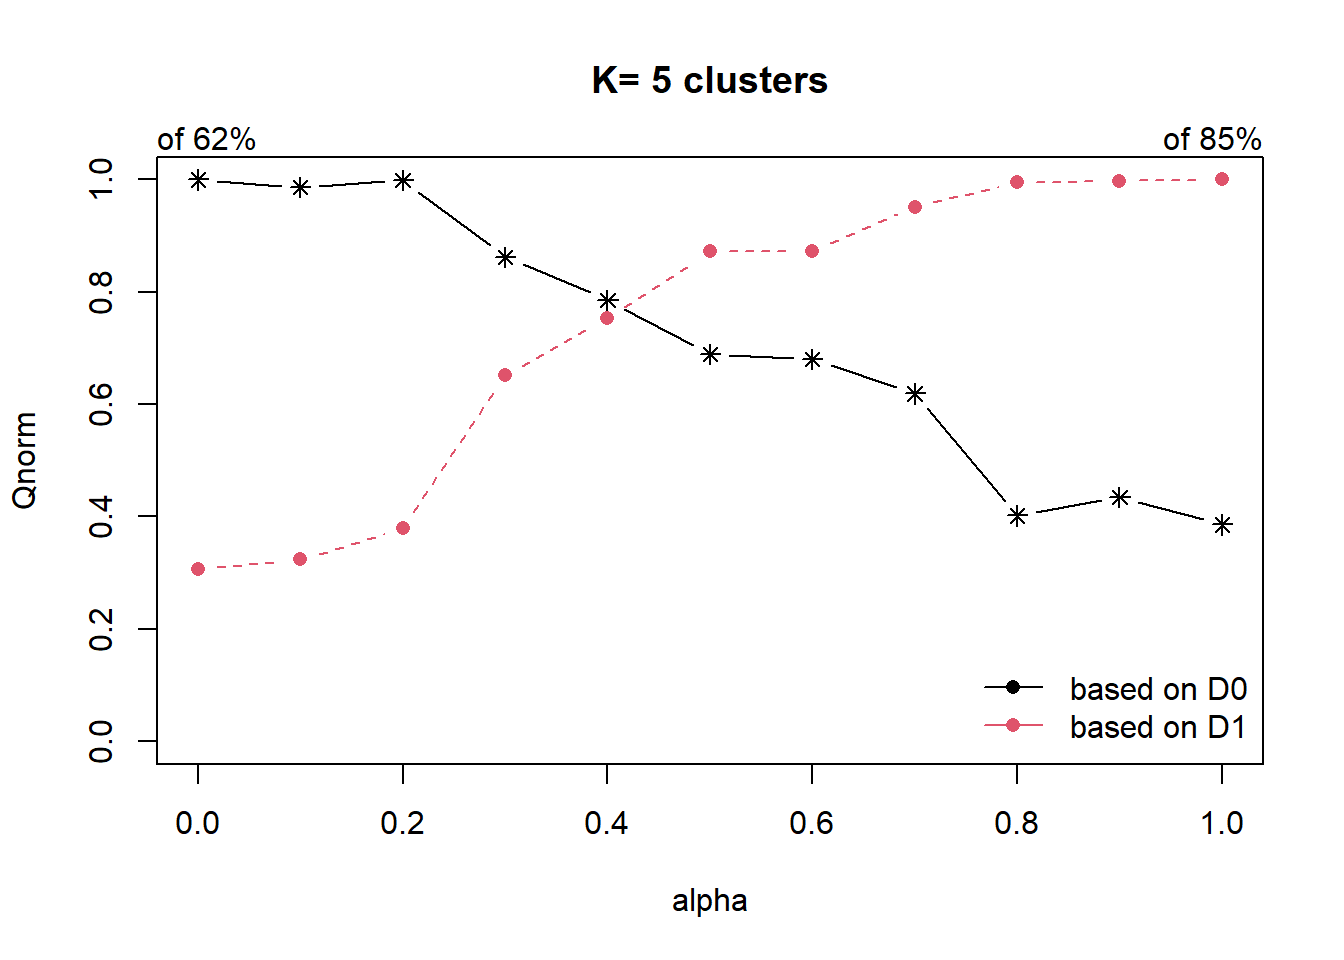 K= 5 clusters
of 62%
of 85%
1.0
0.8
0.6
0.4
0.2
0.0
Qnorm
based on D0
based on D1
0.0 0.2 0.4 0.6 0.8 1.0
alpha